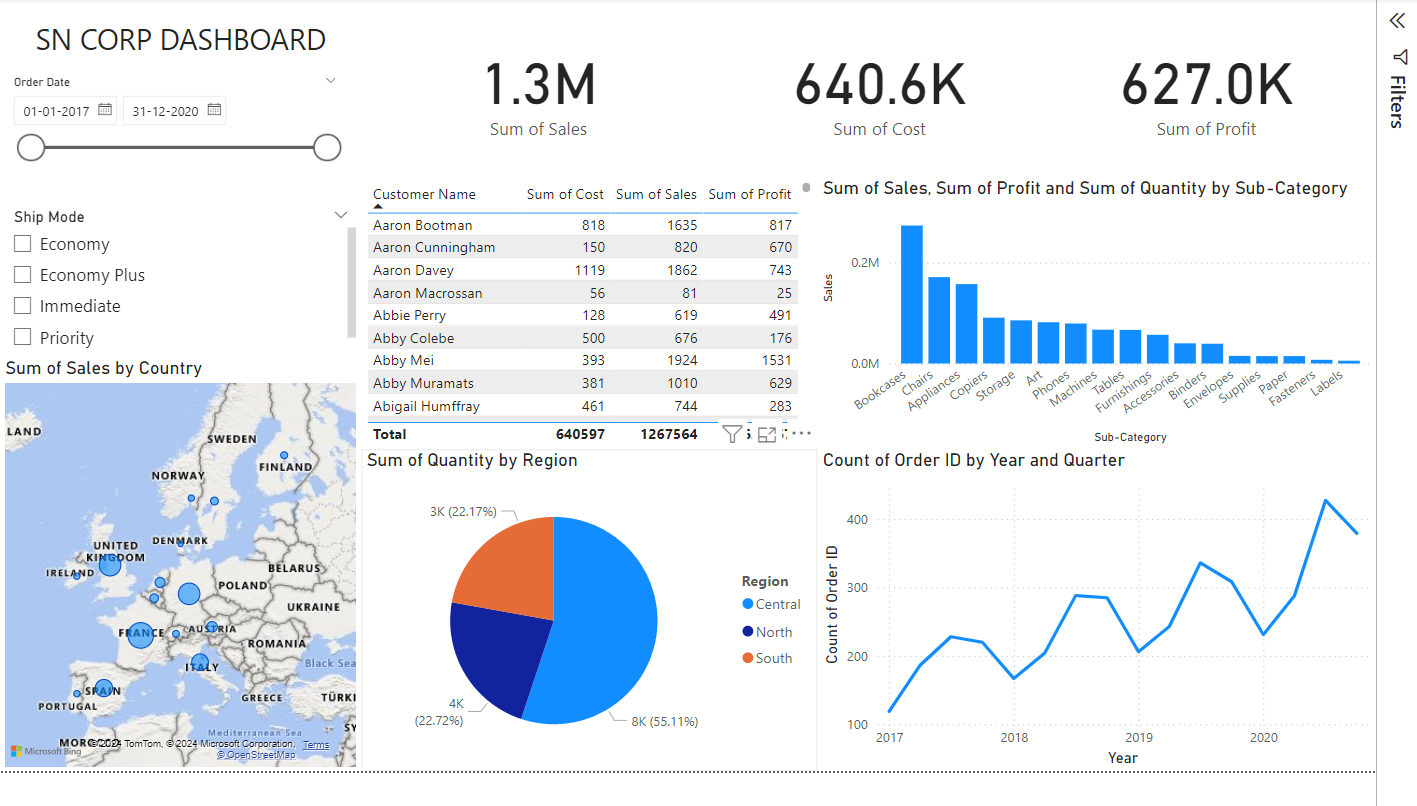 SN CORP DASHBOARD
Order Date
01-01-2017
31-12-2020
Ship Mode
Economy
Economy Plus
Immediate
Priority
1.3M
Sum of Sales
640.6K
Sum of Cost
627.0K
Sum of Profit
Filters
Customer Name Sum of Cost Sum of Sales Sum of Profit
Aaron Bootman 818 1635 817
Aaron Cunningham 150 820 670
Aaron Davey 1119 1862 743
Aaron Macrossan 56 81 25
Abbie Perry 128 619 491
Abby Colebe 500 676 176
Abby Mei 393 1924 1531
Abby Muramats 381 1010 629
Abigail Humffray 461 744 283
Total 640597 1267564
Sum of Sales, Sum of Profit and Sum of Quantity by Sub-Category
Sales
0.2M
0.0M
Bookcases
Chairs
Appliances
Copiers
Storage
Art
Phones
Machines
Tables
Furnishings
Accessories
Binders
Envelopes
Supplies
Paper
Fasteners
Labels
Sub-Category
Sum of Sales by Country
LAND
SWEDEN
FINLAND
NORWAY
DENMARK
UNITED
KINGDOM
IRELAND
BELARUS
POLAND
UKRAINE
FRANCE
AUSTRIA
ROMANIA
ITALY
Black Sea
SPAIN
GREECE
TÜRKI
PORTUGAL
Mediterranean Sea
SY
MOROCCO
Microsoft Bing
© 2024 TomTom, © 2024 Microsoft Corporation, Terms
© OpenStreetMap
Sum of Quantity by Region
3K (22.17%)
4K
(22.72%)
8K (55.11%)
Region
Central
North
South
Count of Order ID by Year and Quarter
Count of Order ID
400
300
200
100
2017
2018
2019
2020
Year